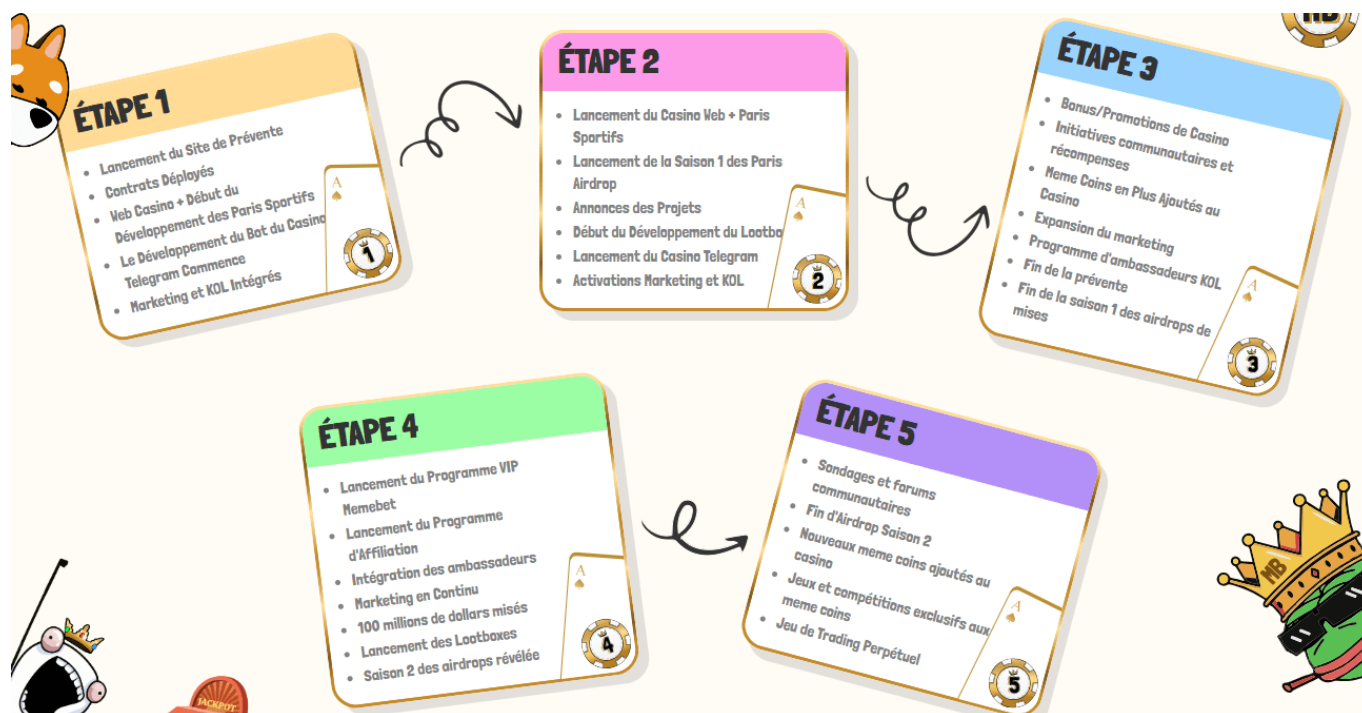 ÉTAPE 1
Lancement du Site de Prévente
Contrats Déployés
Web Casino + Début du
Développement des Paris Sportifs
Le Développement du Bot du Casino
Telegram Commence
Marketing et KOL Intégrés
A
1
ÉTAPE 2
Lancement du Casino Web + Paris
Sportifs
Lancement de la Saison 1 des Paris
Airdrop
Annonces des Projets
Début du Développement du Lootbo
Lancement du Casino Telegram
Activations Marketing et KOL
A
2
MB
ÉTAPE 3
Bonus/Promotions de Casino
Initiatives communautaires et
récompenses
Meme Coins en Plus Ajoutés au
Casino
Expansion du marketing
Programme d'ambassadeurs KOL
Fin de la prévente
Fin de la saison 1 des airdrops de
mises
A
3
ÉTAPE 4
Lancement du Programme VIP
Memebet
Lancement du Programme
d'Affiliation
Intégration des ambassadeurs
Marketing en Continu
100 millions de dollars misés
Lancement des Lootboxes
Saison 2 des airdrops révélée
A
4
ÉTAPE 5
Sondages et forums
communautaires
Fin d'Airdrop Saison 2
Nouveaux meme coins ajoutés au
casino
Jeux et compétitions exclusifs aux
meme coins
Jeu de Trading Perpétuel
A
5
MB
JACKPOT